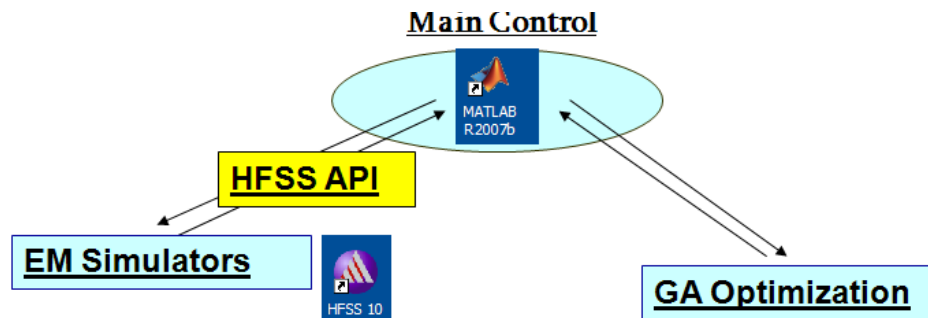 Main Control
MATLAB
R2007b
HFSS API
EM Simulators
HFSS 10
GA Optimization